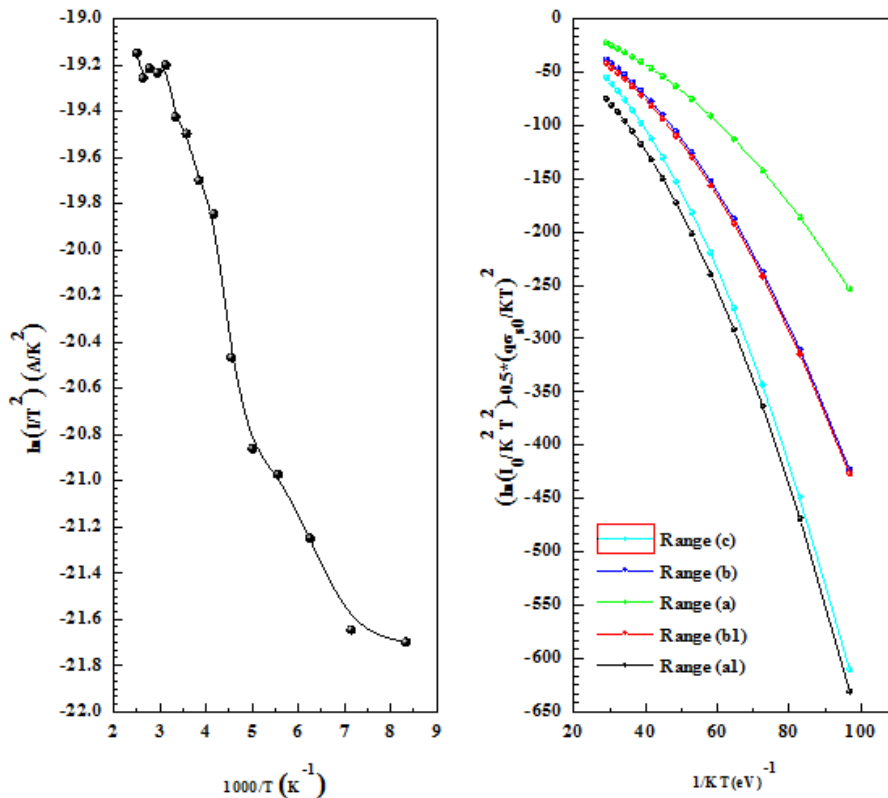 -19.0
-19.2
-19.4
-19.6
-19.8
-20.0
-20.2
-20.4
-20.6
-20.8
-21.0
-21.2
-21.4
-21.6
-21.8
-22.0
2 3 4 5 6 7 8 9
ln(I/T²) (A/K²)
1000/T (K⁻¹)
0
-50
-100
-150
-200
-250
-300
-350
-400
-450
-500
-550
-600
-650
20 40 60 80 100
(ln(I₀/K²T²)-0.5*(qσₛ₀/KT)²
1/KT(eV)⁻¹
Range (c)
Range (b)
Range (a)
Range (b1)
Range (a1)